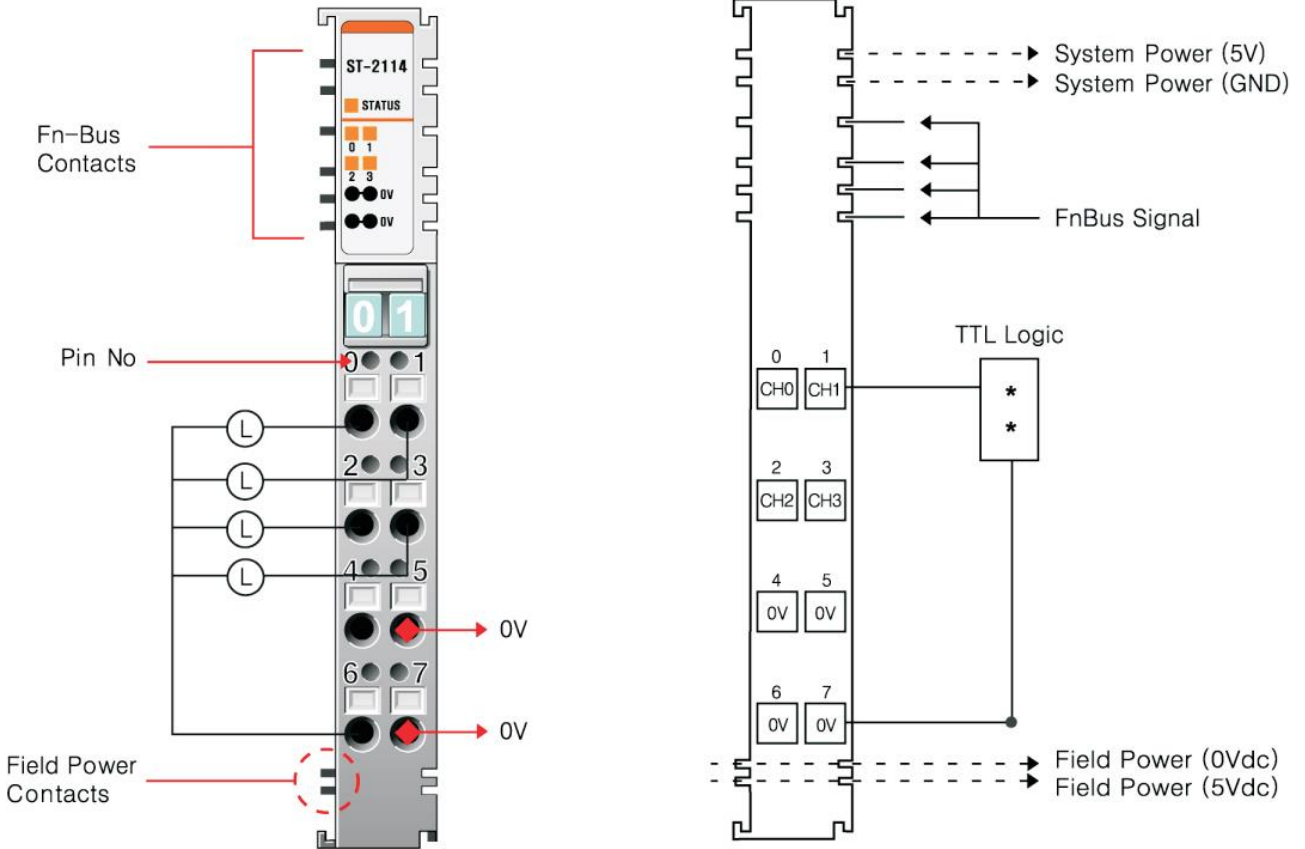 ST-2114
STATUS
0 1
2 3
0V
0V
Fn-Bus
Contacts
0 1
Pin No
0 1
L
2 3
L
L
4 5
L
0V
6 7
0V
Field Power
Contacts
System Power (5V)
System Power (GND)
FnBus Signal
TTL Logic
0 1
CH0 CH1
*
*
2 3
CH2 CH3
4 5
0V 0V
6 7
0V 0V
Field Power (0Vdc)
Field Power (5Vdc)